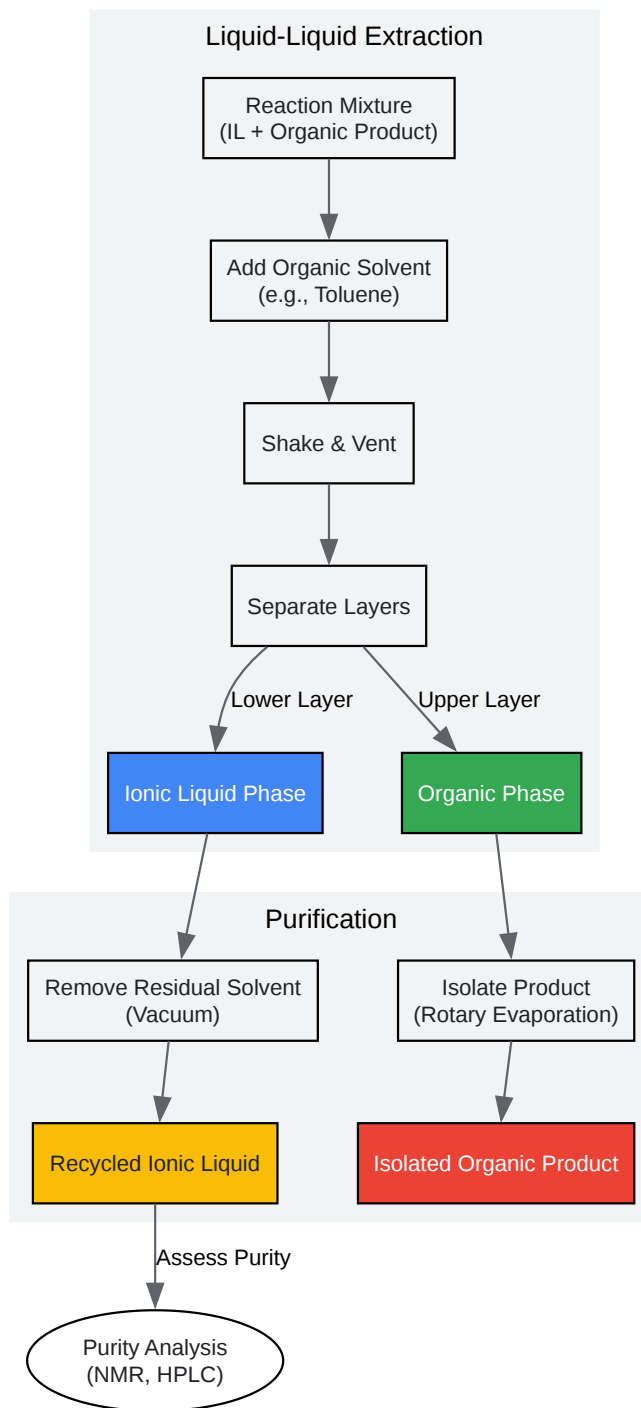 Liquid-Liquid Extraction
Reaction Mixture
(IL + Organic Product)
Add Organic Solvent
(e.g., Toluene)
Shake & Vent
Separate Layers
Lower Layer
Upper Layer
Ionic Liquid Phase
Organic Phase
Purification
Remove Residual Solvent
(Vacuum)
Isolate Product
(Rotary Evaporation)
Recycled Ionic Liquid
Isolated Organic Product
Assess Purity
Purity Analysis
(NMR, HPLC)